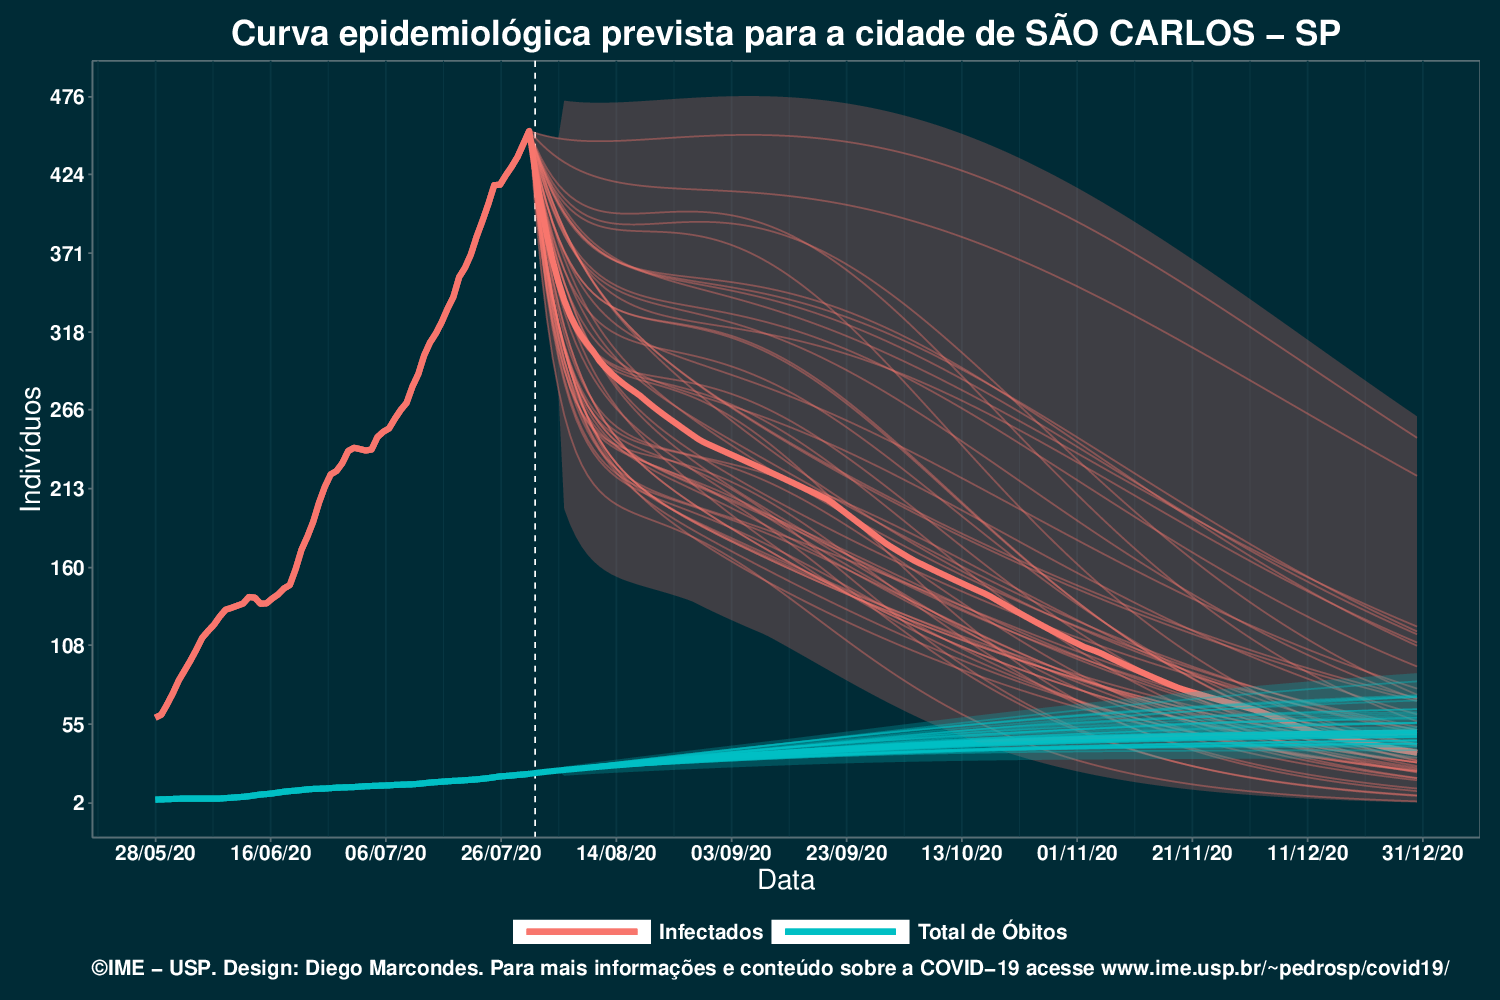 Curva epidemiológica prevista para a cidade de SÃO CARLOS – SP
476
424
371
318
266
213
160
108
55
2
Indivíduos
28/05/20 16/06/20 06/07/20 26/07/20 14/08/20 03/09/20 23/09/20 13/10/20 01/11/20 21/11/20 11/12/20 31/12/20
Data
Infectados Total de Óbitos
©IME – USP. Design: Diego Marcondes. Para mais informações e conteúdo sobre a COVID–19 acesse www.ime.usp.br/~pedrosp/covid19/